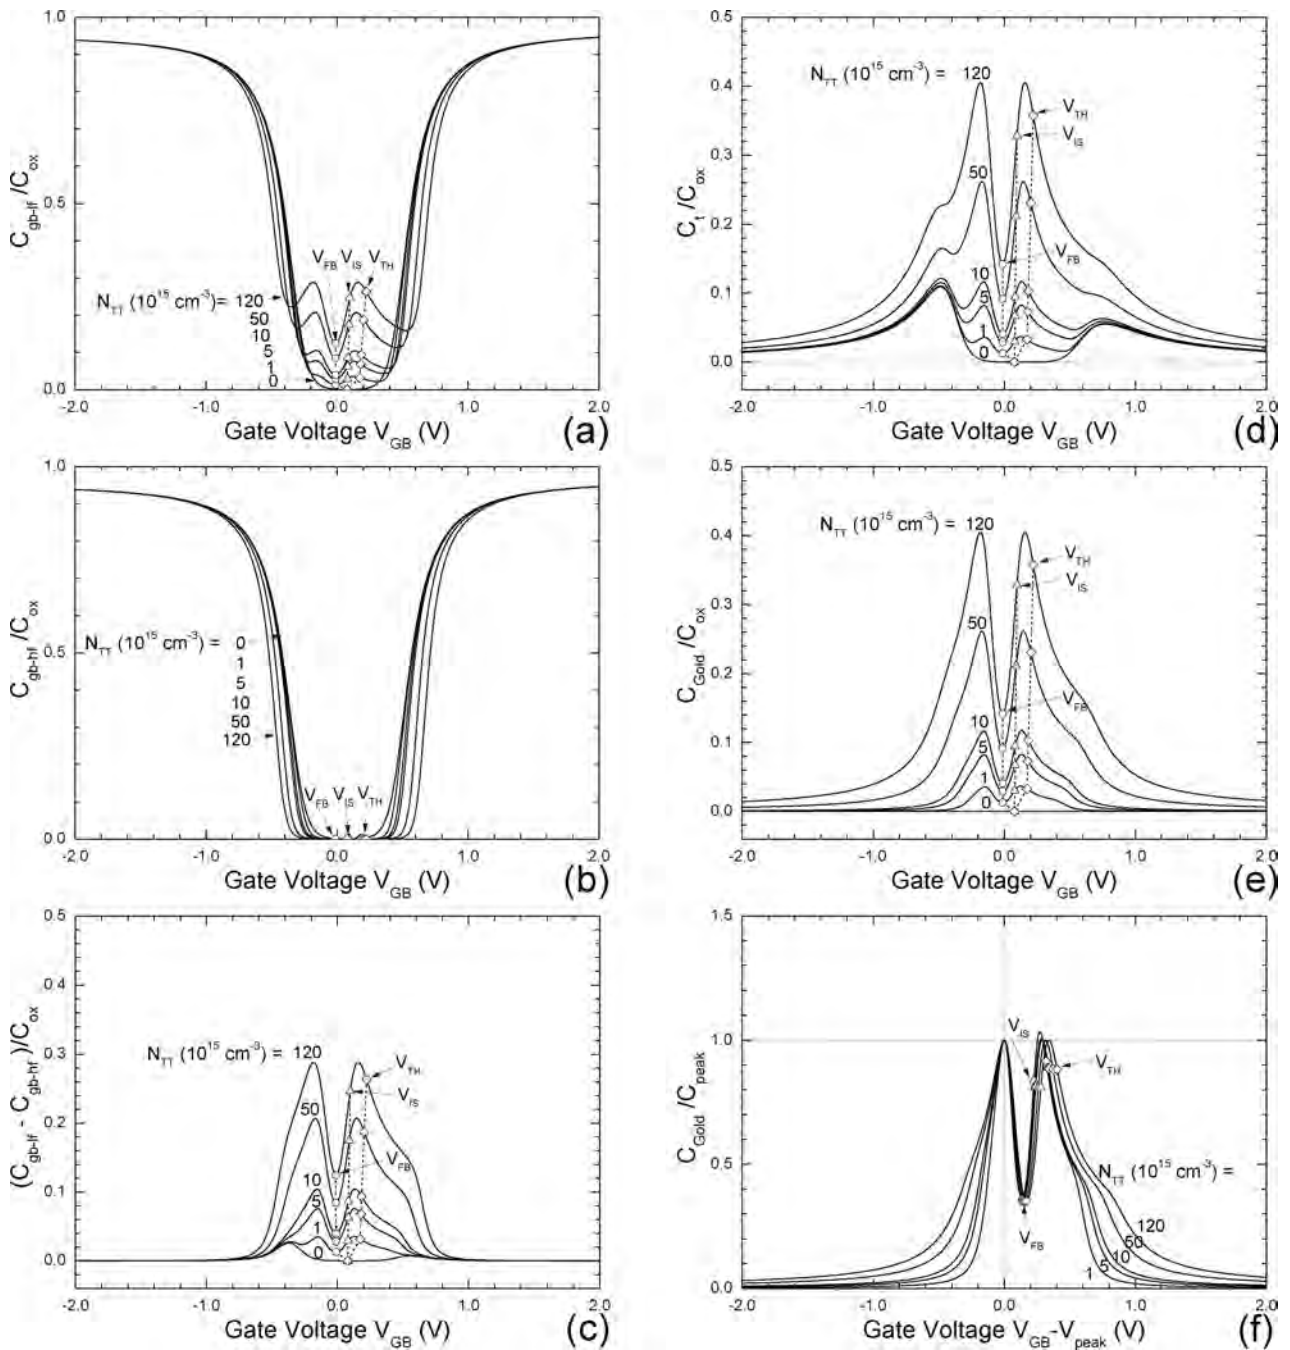 1.0
0.5
0.0
C_gb-lf /C_ox
V_FB V_IS V_TH
N_TT (10^15 cm^-3) = 120
50
10
5
1
0
-2.0 -1.0 0.0 1.0 2.0
Gate Voltage V_GB (V)
(a)
0.5
0.4
0.3
0.2
0.1
0.0
C_t /C_ox
N_TT (10^15 cm^-3) = 120
V_TH
V_IS
50
V_FB
10
5
1
0
-2.0 -1.0 0.0 1.0 2.0
Gate Voltage V_GB (V)
(d)
1.0
0.5
0.0
C_gb-hf /C_ox
N_TT (10^15 cm^-3) = 0
1
5
10
50
120
V_FB V_IS V_TH
-2.0 -1.0 0.0 1.0 2.0
Gate Voltage V_GB (V)
(b)
0.5
0.4
0.3
0.2
0.1
0.0
C_Gold /C_ox
N_TT (10^-15 cm^-3) = 120
V_TH
V_IS
50
V_FB
10
5
1
0
-2.0 -1.0 0.0 1.0 2.0
Gate Voltage V_GB (V)
(e)
0.5
0.4
0.3
0.2
0.1
0.0
(C_gb-lf - C_gb-hf)/C_ox
N_TT (10^15 cm^-3) = 120
V_TH
V_IS
50
V_FB
10
5
1
0
-2.0 -1.0 0.0 1.0 2.0
Gate Voltage V_GB (V)
(c)
1.5
1.0
0.5
0.0
C_Gold /C_peak
V_IS
V_TH
N_TT (10^15 cm^-3) =
120
50
10
5
1
V_FB
-2.0 -1.0 0.0 1.0 2.0
Gate Voltage V_GB-V_peak (V)
(f)